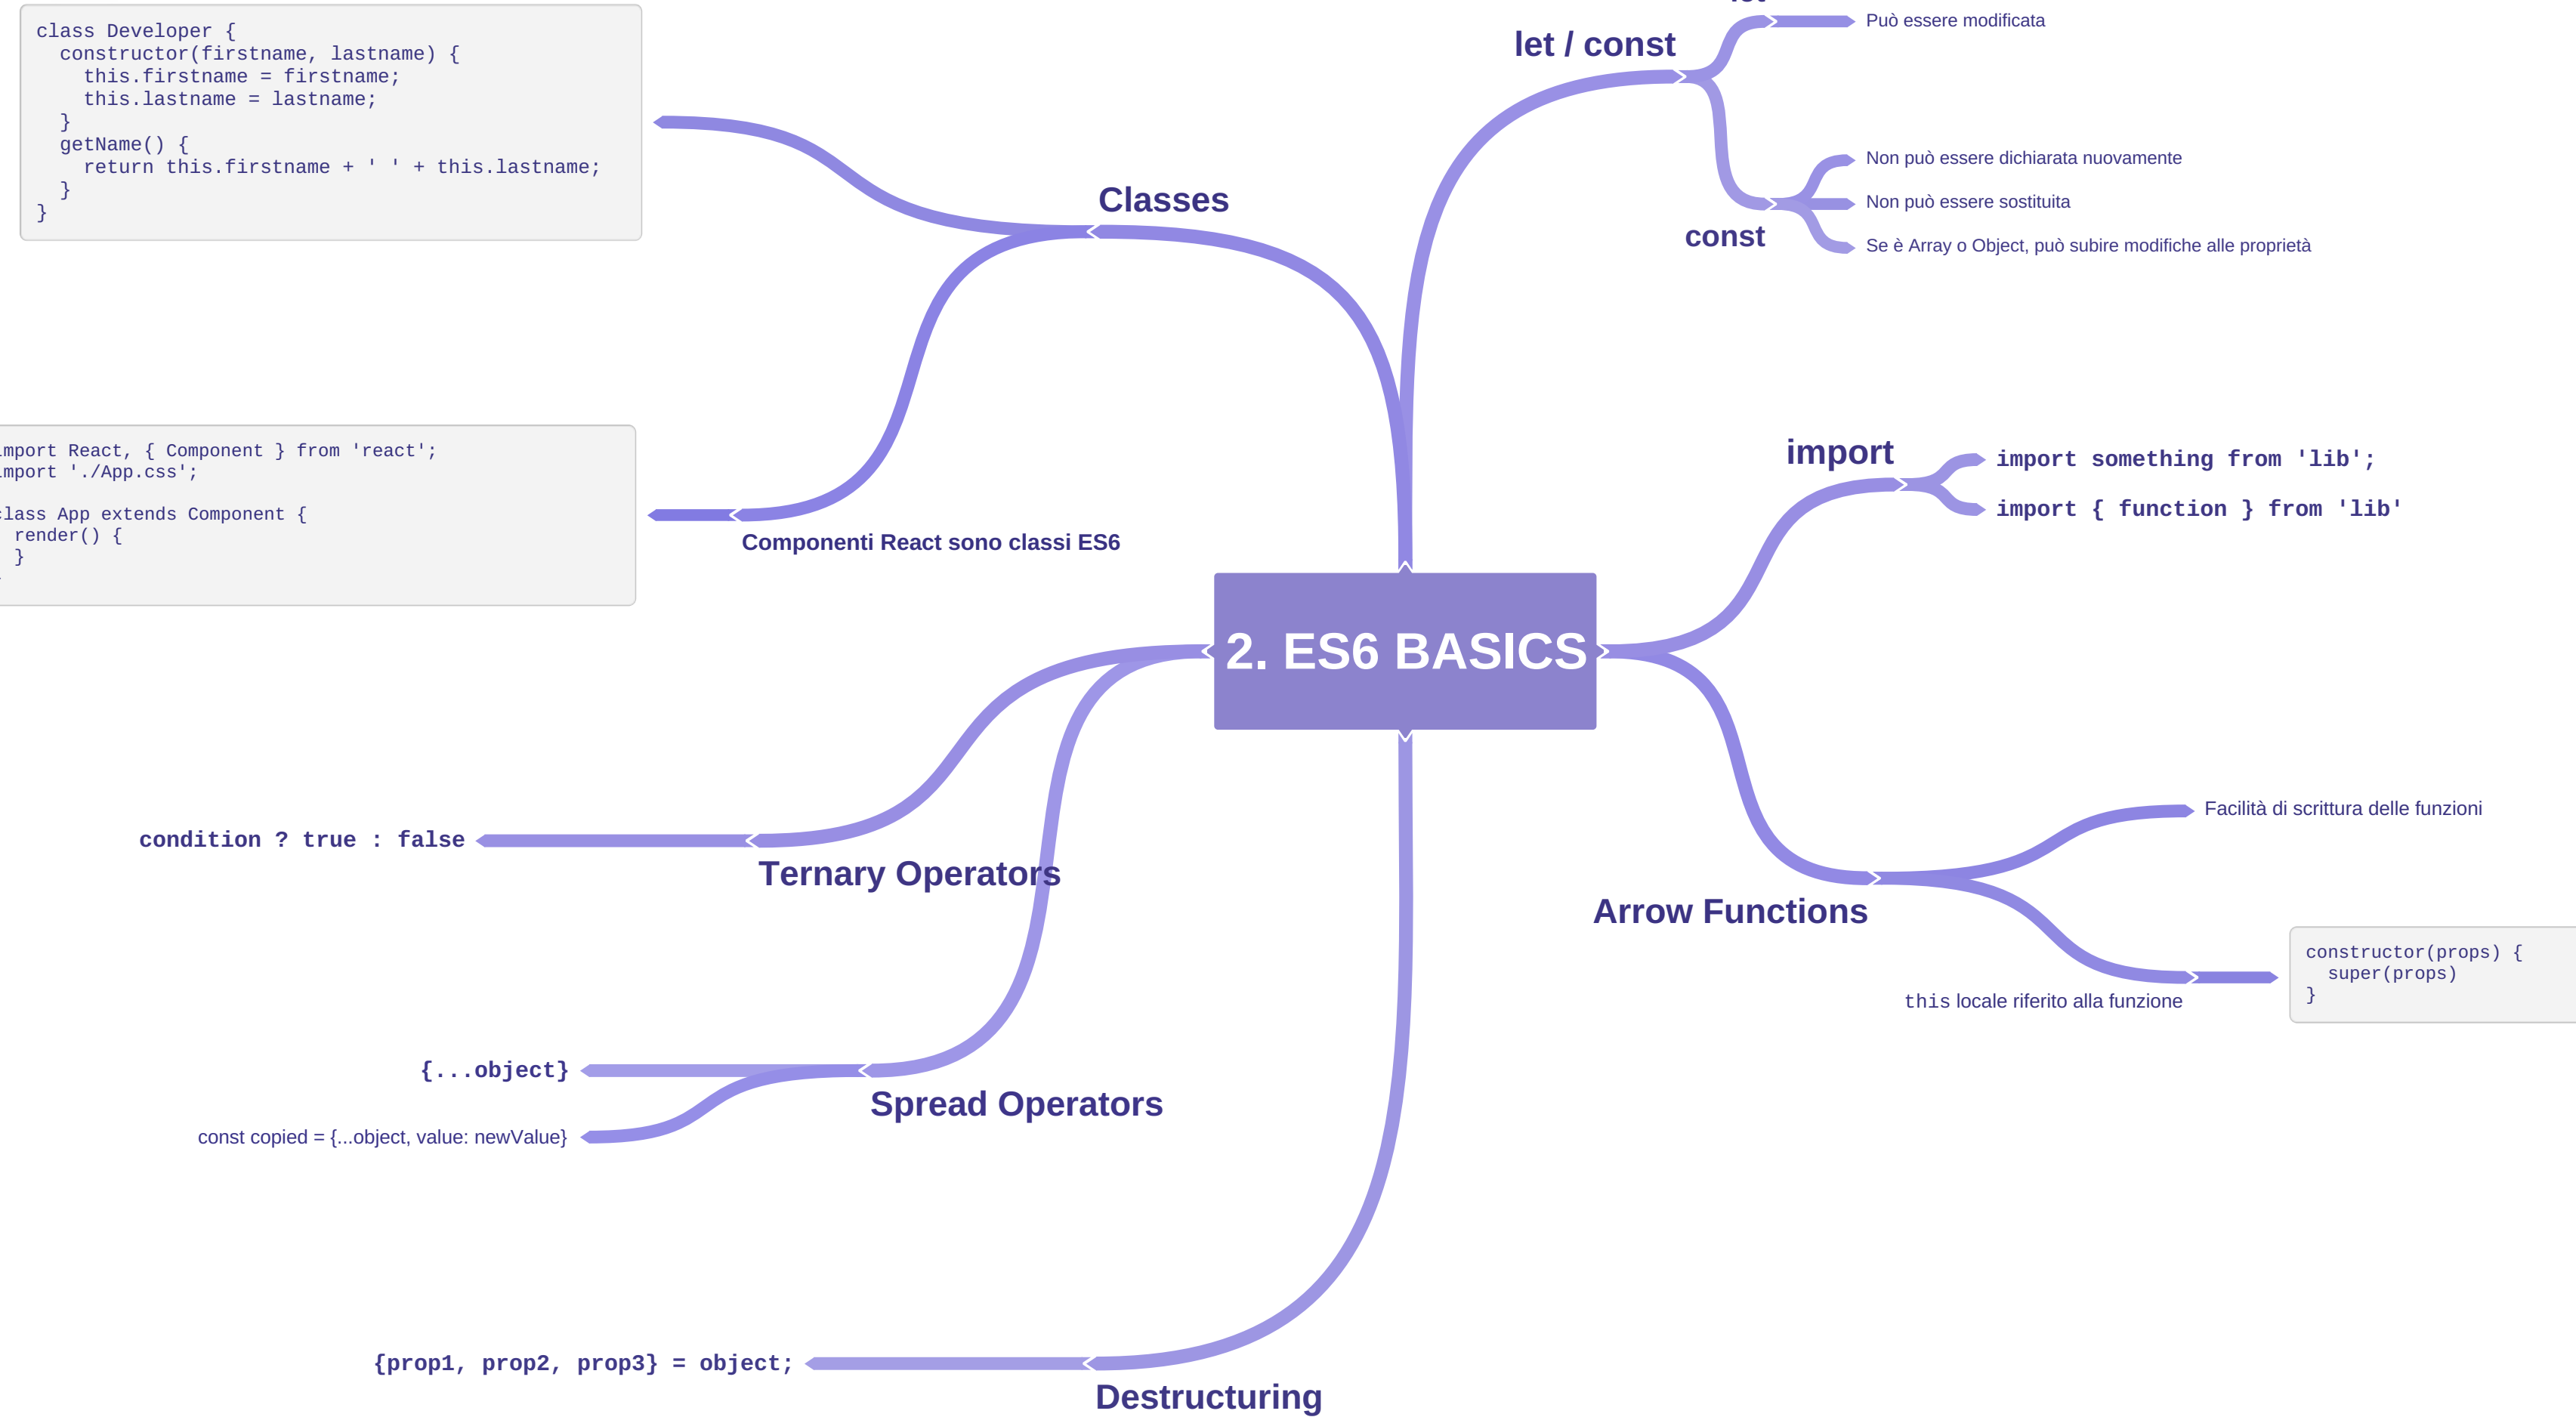 class Developer {
  constructor(firstname, lastname) {
    this.firstname = firstname;
    this.lastname = lastname;
  }
  getName() {
    return this.firstname + ' ' + this.lastname;
  }
}
Classes
import React, { Component } from 'react';
import './App.css';
class App extends Component {
  render() {
  }
Componenti React sono classi ES6
let / const
Può essere modificata
Non può essere dichiarata nuovamente
Non può essere sostituita
Se è Array o Object, può subire modifiche alle proprietà
const
import
import something from 'lib';
import { function } from 'lib'
2. ES6 BASICS
condition ? true : false
Ternary Operators
Facilità di scrittura delle funzioni
Arrow Functions
this locale riferito alla funzione
constructor(props) {
  super(props)
}
{...object}
Spread Operators
const copied = {...object, value: newValue}
{prop1, prop2, prop3} = object;
Destructuring